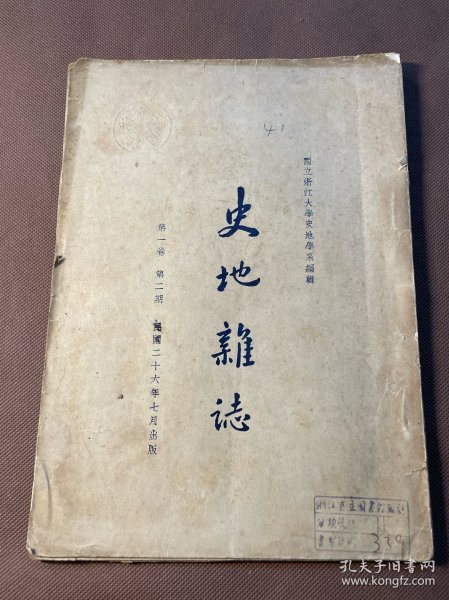 國立浙江大學史地學系編輯
史地雜誌
第一卷 第二期 民國二十六年七月出版
41
339
孔夫子旧书网
www.kongfz.com